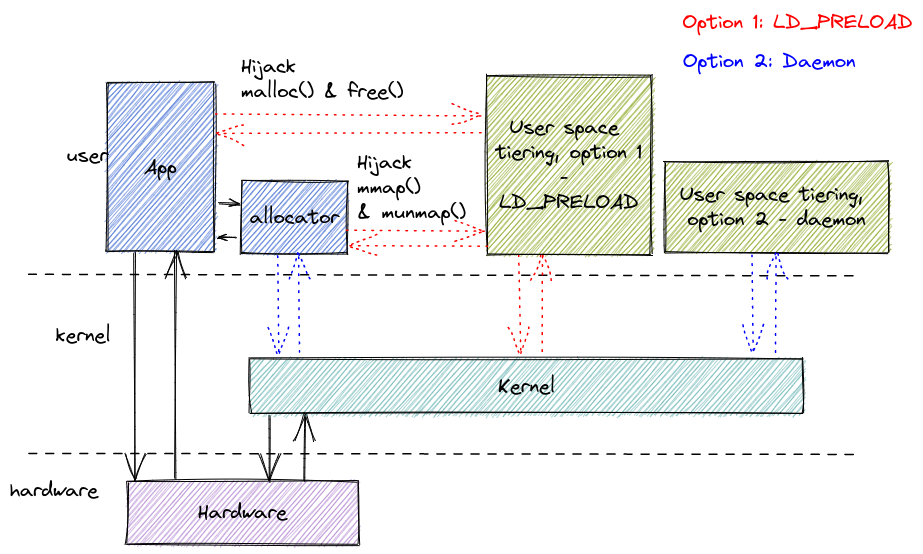 Option 1: LD_PRELOAD
Option 2: Daemon
Hijack
malloc() & free()
user
App
User space
tiering, option 1
-
LD_PRELOAD
Hijack
mmap()
& munmap()
allocator
User space tiering,
option 2 - daemon
kernel
Kernel
hardware
Hardware